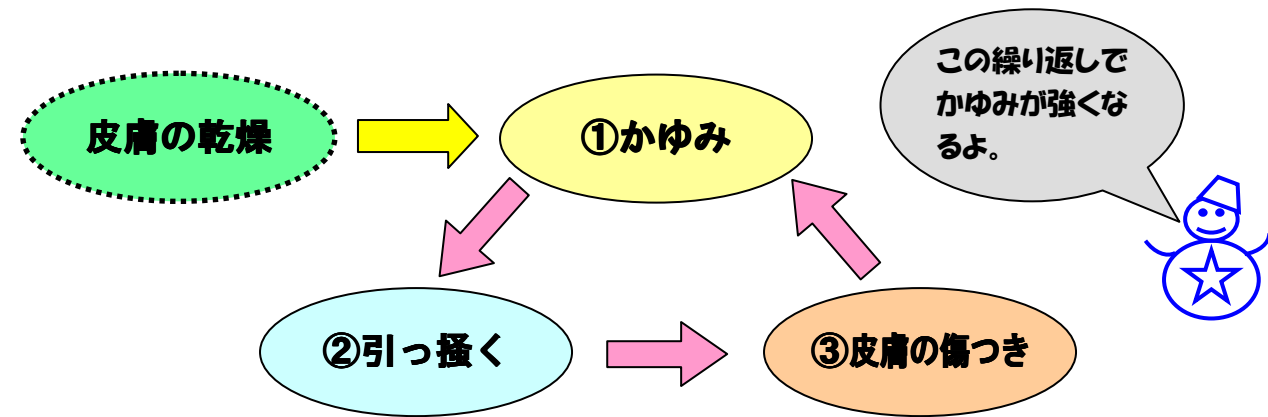 皮膚の乾燥
①かゆみ
この繰り返しで
かゆみが強くな
るよ。
②引っ掻く
③皮膚の傷つき